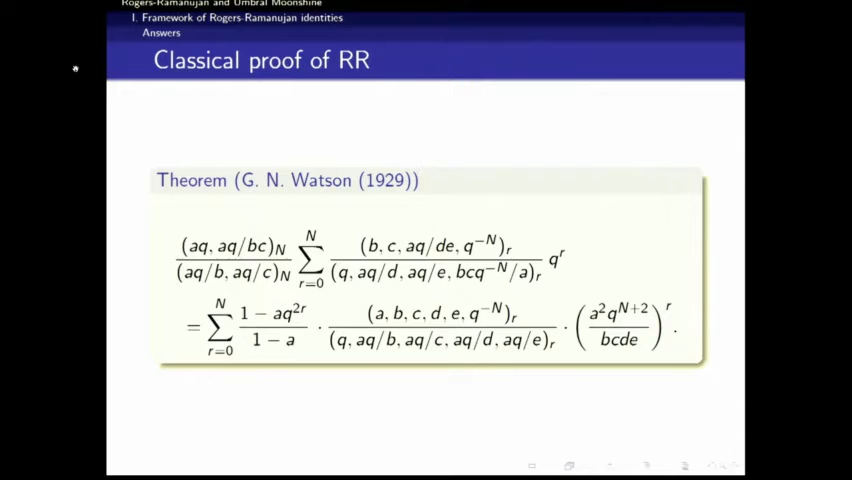 Rogers-Ramanujan and Umbral Moonshine
I. Framework of Rogers-Ramanujan identities
Answers
Classical proof of RR
Theorem (G. N. Watson (1929))
(aq, aq/bc)_N / (aq/b, aq/c)_N ∑_{r=0}^{N} (b, c, aq/de, q^{−N})_r / (q, aq/d, aq/e, bcq^{−N}/a)_r q^r
= ∑_{r=0}^{N} (1 − aq^{2r}) / (1 − a) · (a, b, c, d, e, q^{−N})_r / (q, aq/b, aq/c, aq/d, aq/e)_r · (a^2 q^{N+2} / bcde)^r .